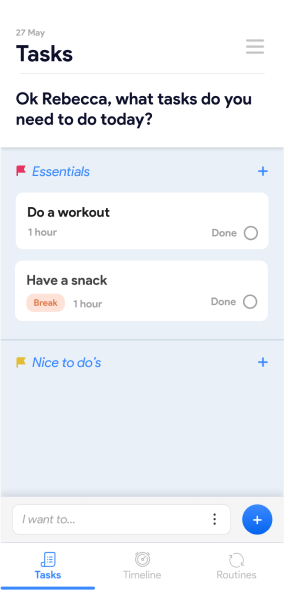 27 May
Tasks
Ok Rebecca, what tasks do you
need to do today?
Essentials
Do a workout
1 hour
Done
Have a snack
Break
1 hour
Done
Nice to do's
I want to...
Tasks
Timeline
Routines